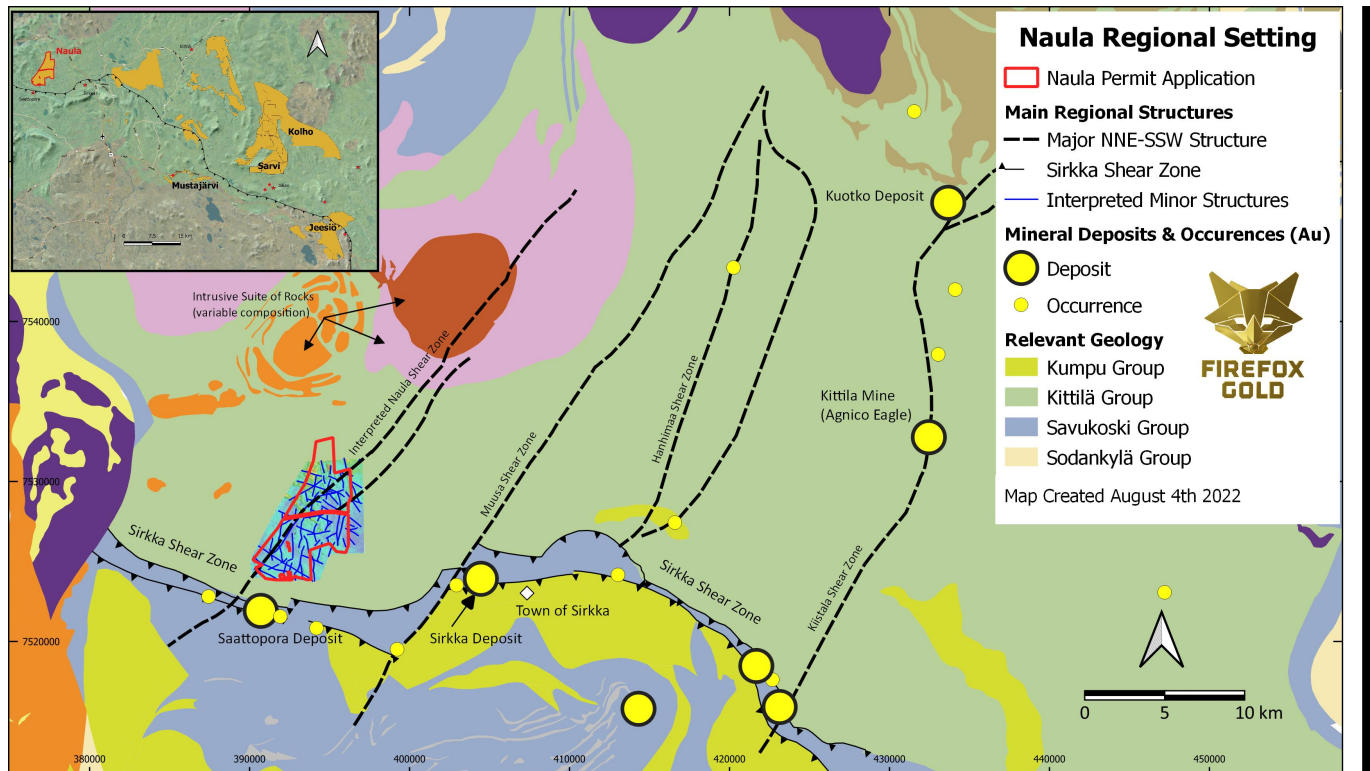 Naula
Kolho
Sarvi
Mustajärvi
Jeesiö
0 7.5 15 km
Naula Regional Setting
Naula Permit Application
Main Regional Structures
Major NNE-SSW Structure
Sirkka Shear Zone
Interpreted Minor Structures
Mineral Deposits & Occurences (Au)
Deposit
Occurrence
Relevant Geology
Kumpu Group
Kittilä Group
Savukoski Group
Sodankylä Group
Map Created August 4th 2022
FIREFOX
GOLD
Kuotko Deposit
Intrusive Suite of Rocks
(variable composition)
Interpreted Naula Shear Zone
Muusa Shear Zone
Hanhimaa Shear Zone
Kittila Mine
(Agnico Eagle)
Kiistala Shear Zone
Sirkka Shear Zone
Sirkka Shear Zone
Saattopora Deposit
Sirkka Deposit
Town of Sirkka
0 5 10 km
7540000
7530000
7520000
380000
390000
400000
410000
420000
430000
440000
450000